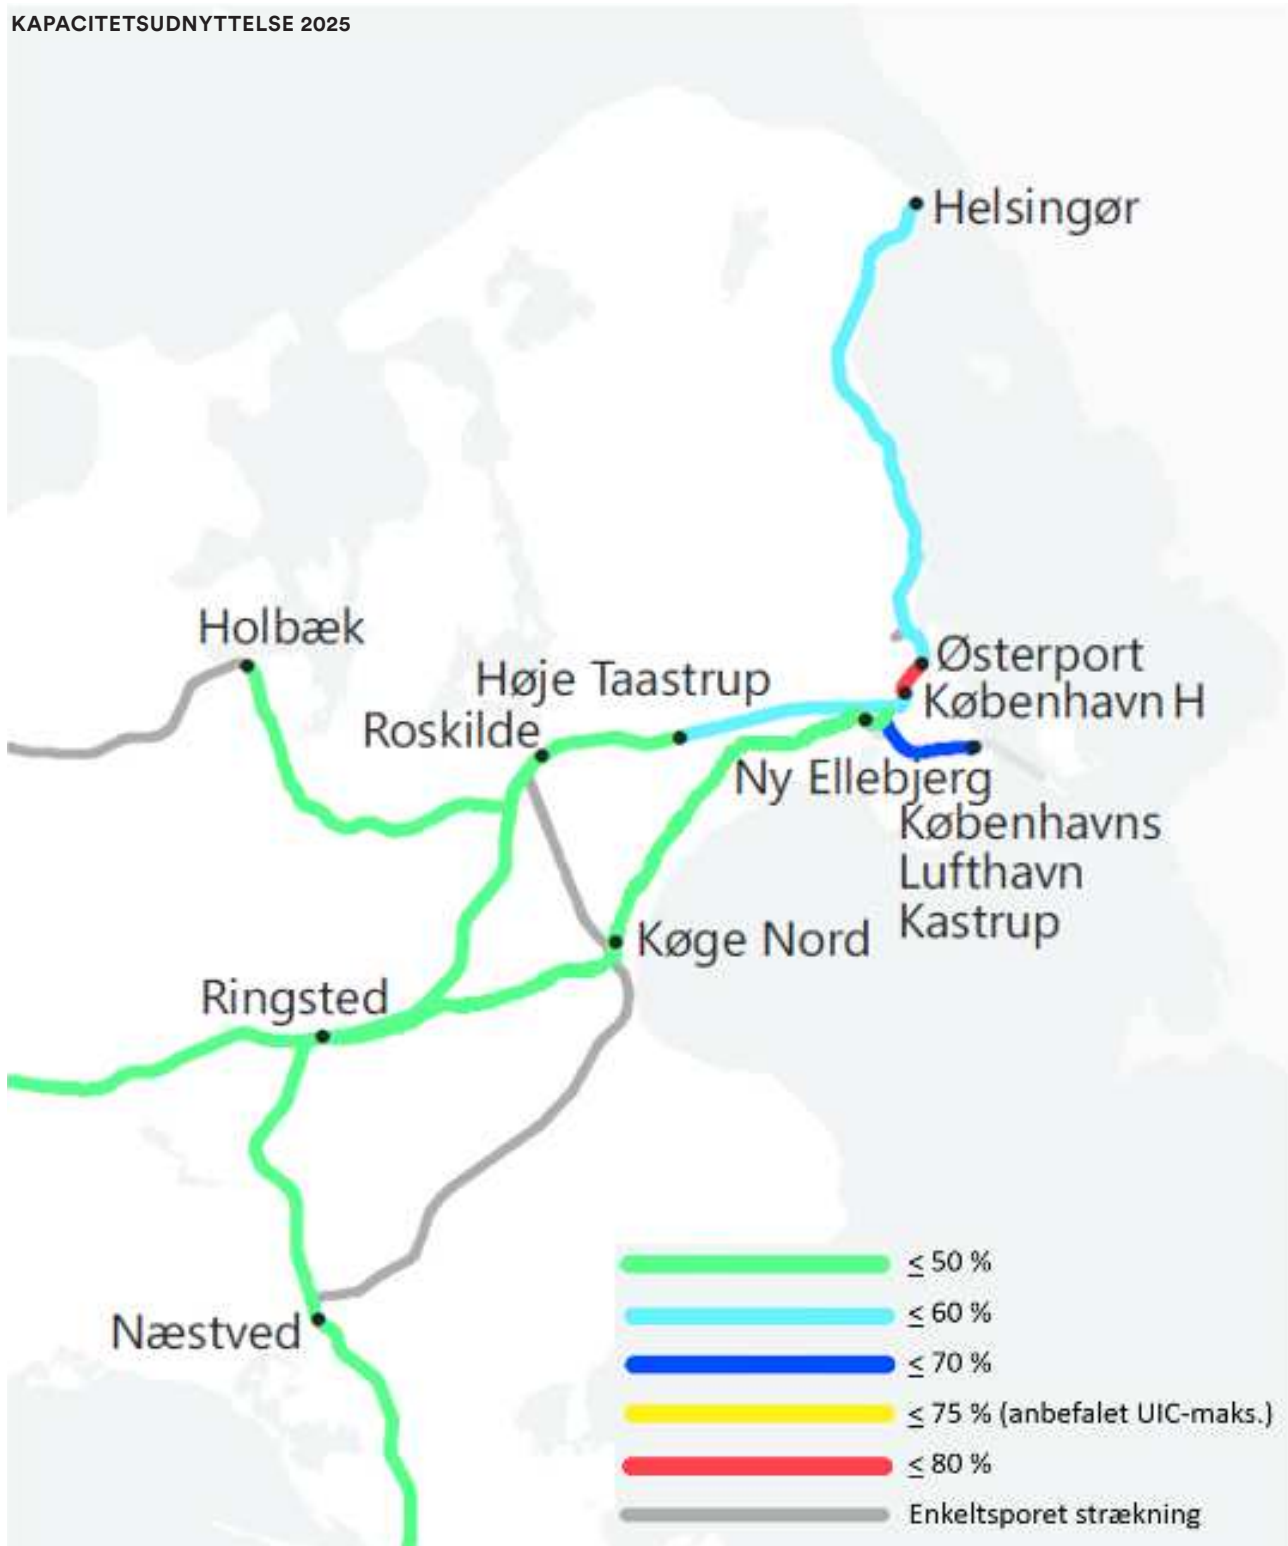 KAPACITETSUDNYTTELSE 2025
Helsingør
Holbæk
Østerport
Høje Taastrup
København H
Roskilde
Ny Ellebjerg
Københavns
Lufthavn
Kastrup
Køge Nord
Ringsted
Næstved
≤ 50 %
≤ 60 %
≤ 70 %
≤ 75 % (anbefalet UIC-maks.)
≤ 80 %
Enkeltsporet strækning